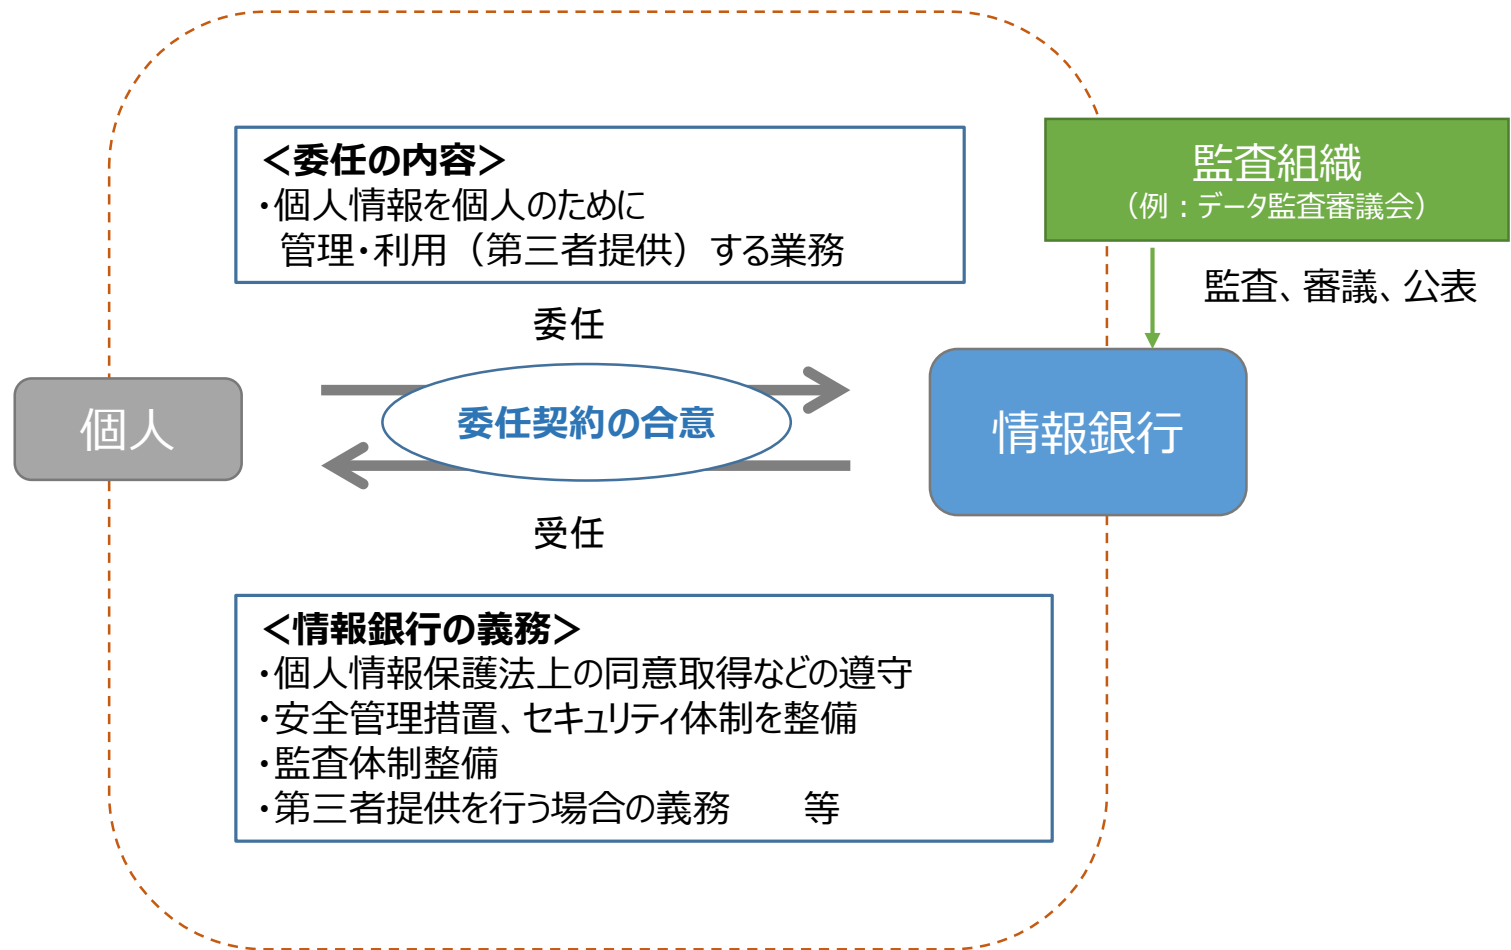 <委任の内容>
・個人情報を個人のために
管理・利用（第三者提供）する業務
監査組織
（例：データ監査審議会）
監査、審議、公表
委任
個人
委任契約の合意
情報銀行
受任
<情報銀行の義務>
・個人情報保護法上の同意取得などの遵守
・安全管理措置、セキュリティ体制を整備
・監査体制整備
・第三者提供を行う場合の義務　　等